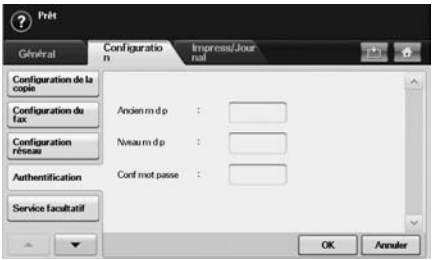 ? Prêt
Général
Configuratio
n
Impress/Jour
nal
Configuration de la
copie
Configuration du
fax
Configuration
réseau
Authentification
Service facultatif
Ancien m d p :
Nveau m d p :
Conf mot passe :
OK
Annuler